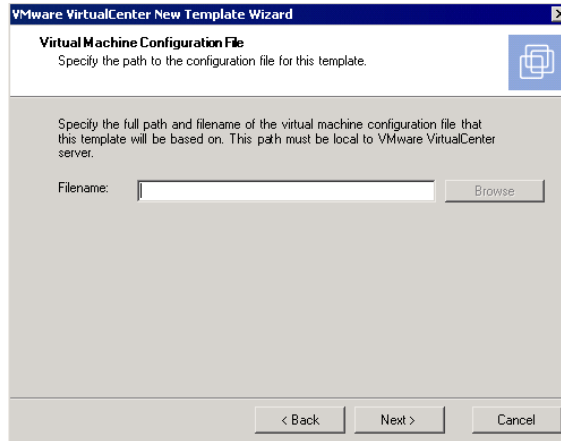 VMware VirtualCenter New Template Wizard
Virtual Machine Configuration File
Specify the path to the configuration file for this template.
Specify the full path and filename of the virtual machine configuration file that
this template will be based on. This path must be local to VMware VirtualCenter
server.
Filename:
Browse
< Back
Next >
Cancel